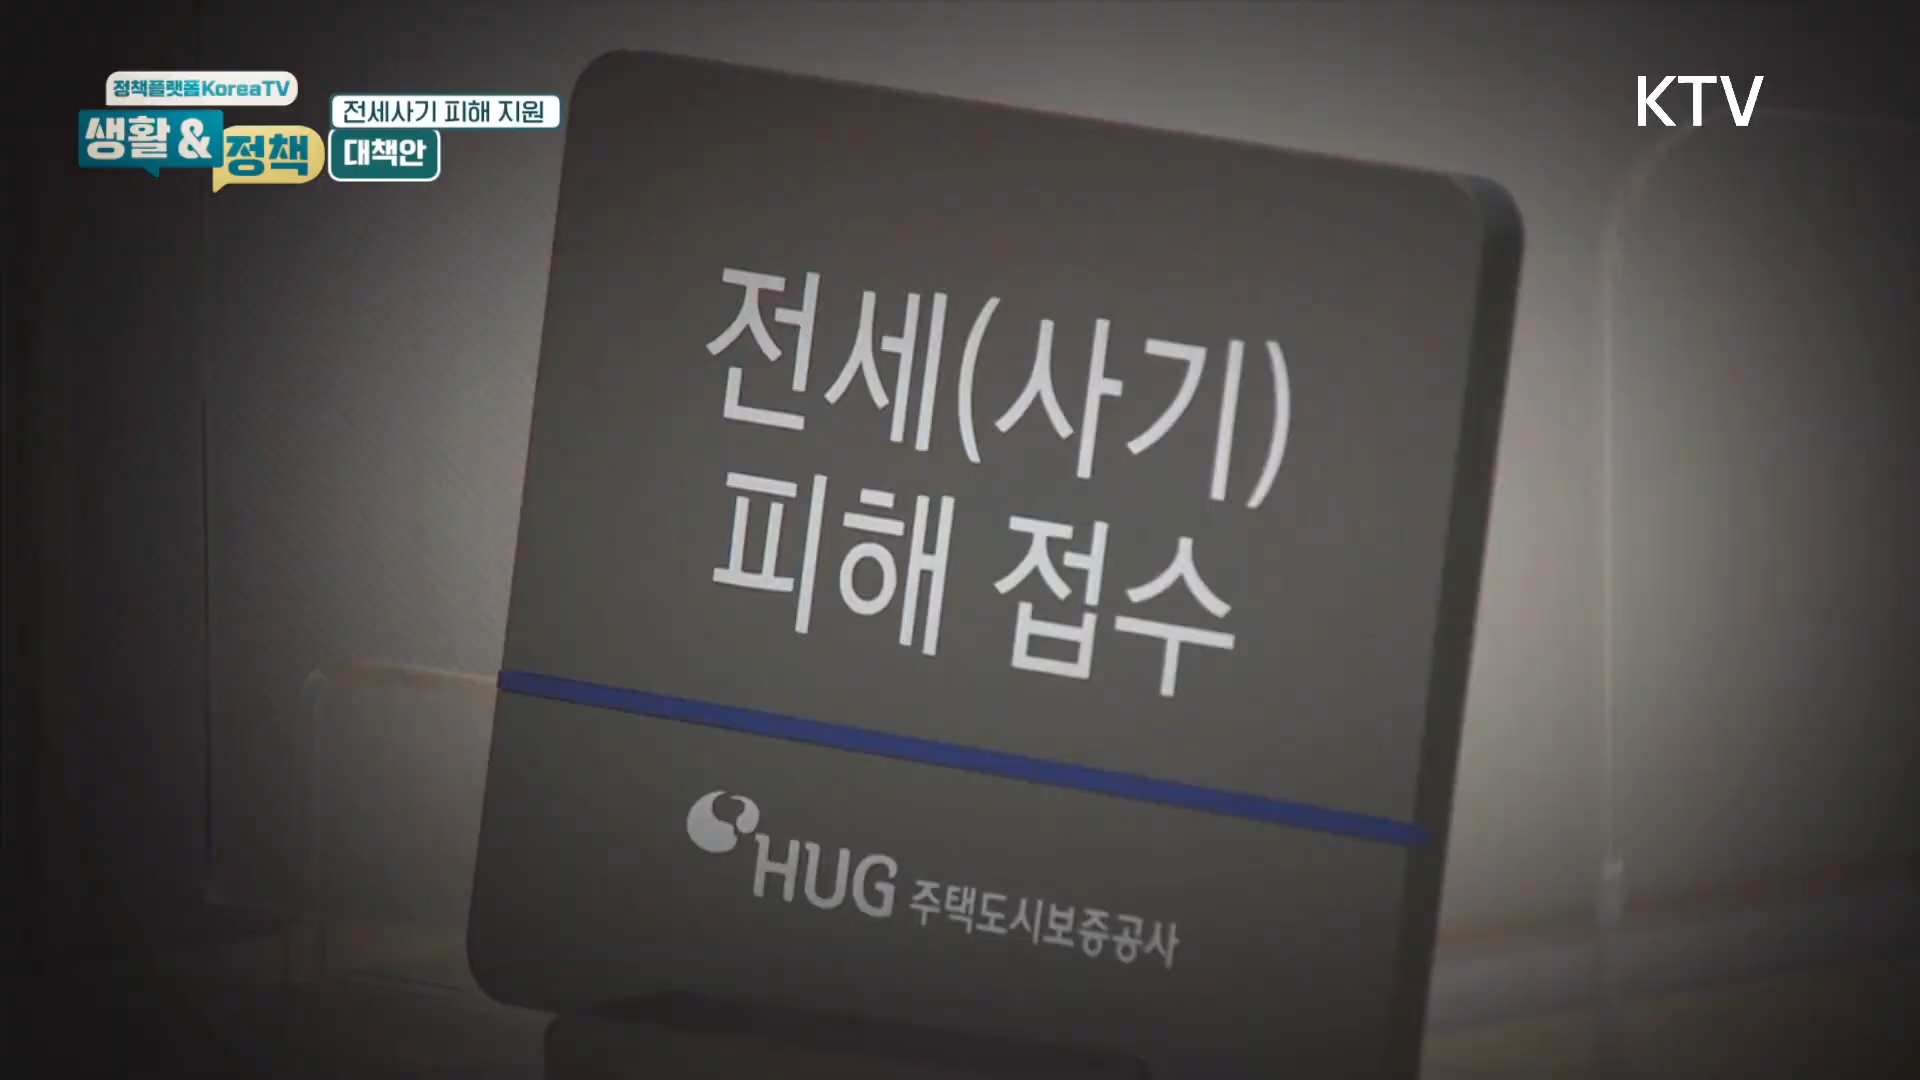 정책플랫폼KoreaTV
생활&정책
전세사기 피해 지원
대책안
KTV
전세(사기)
피해 접수
HUG 주택도시보증공사